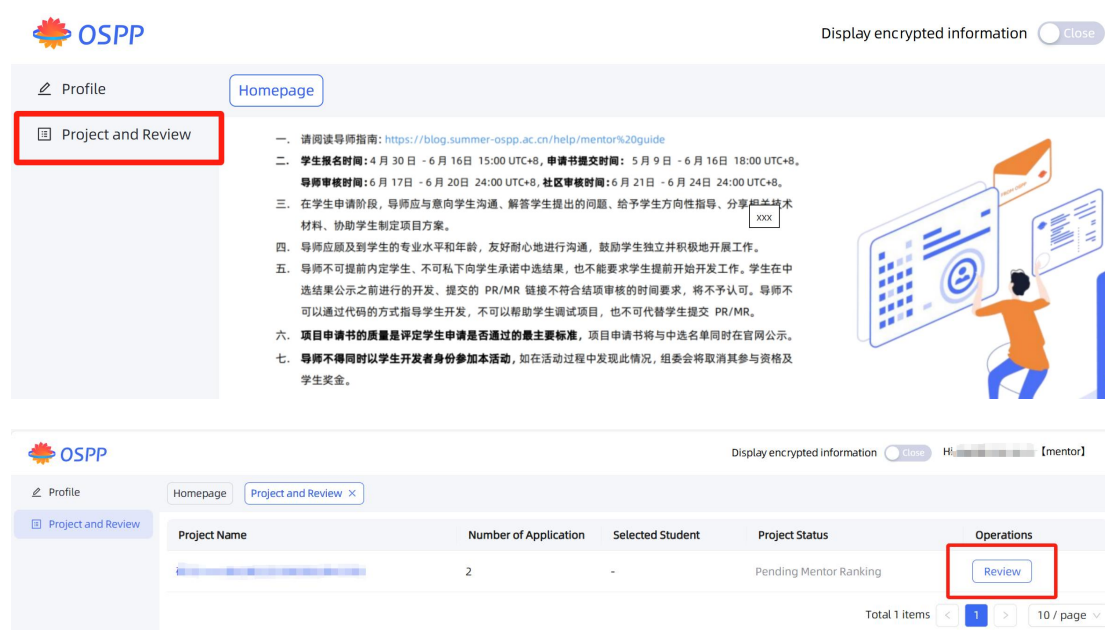 OSPP
Display encrypted information Close
Profile
Homepage
Project and Review
一. 请阅读导师指南: https://blog.summer-ospp.ac.cn/help/mentor%20guide
二. 学生报名时间: 4 月 30 日 - 6 月 16日 15:00 UTC+8, 申请书提交时间: 5 月 9 日 - 6 月 16日 18:00 UTC+8。
导师审核时间: 6 月 17日 - 6 月 20日 24:00 UTC+8, 社区审核时间: 6 月 21日 - 6 月 24日 24:00 UTC+8。
三. 在学生申请阶段, 导师应与意向学生沟通、解答学生提出的问题、给予学生方向性指导、分享相关技术
xxx
材料、协助学生制定项目方案。
四. 导师应顾及到学生的专业水平和年龄, 友好耐心地进行沟通, 鼓励学生独立并积极地开展工作。
五. 导师不可提前内定学生、不可私下向学生承诺中选结果, 也不能要求学生提前开始开发工作。学生在中
选结果公示之前进行的开发、提交的 PR/MR 链接不符合结项审核的时间要求, 将不予认可。导师不
可以通过代码的方式指导学生开发, 不可以帮助学生调试项目, 也不可代替学生提交 PR/MR。
六. 项目申请书的质量是评定学生申请是否通过的最主要标准, 项目申请书将与中选名单同时在官网公示。
七. 导师不得同时以学生开发者身份参加本活动, 如在活动过程中发现此情况, 组委会将取消其参与资格及
学生奖金。
OSPP
Display encrypted information Close Hi 【mentor】
Profile
Homepage Project and Review ×
Project and Review
Project Name Number of Application Selected Student Project Status Operations
2 - Pending Mentor Ranking Review
Total 1 items < 1 > 10 / page